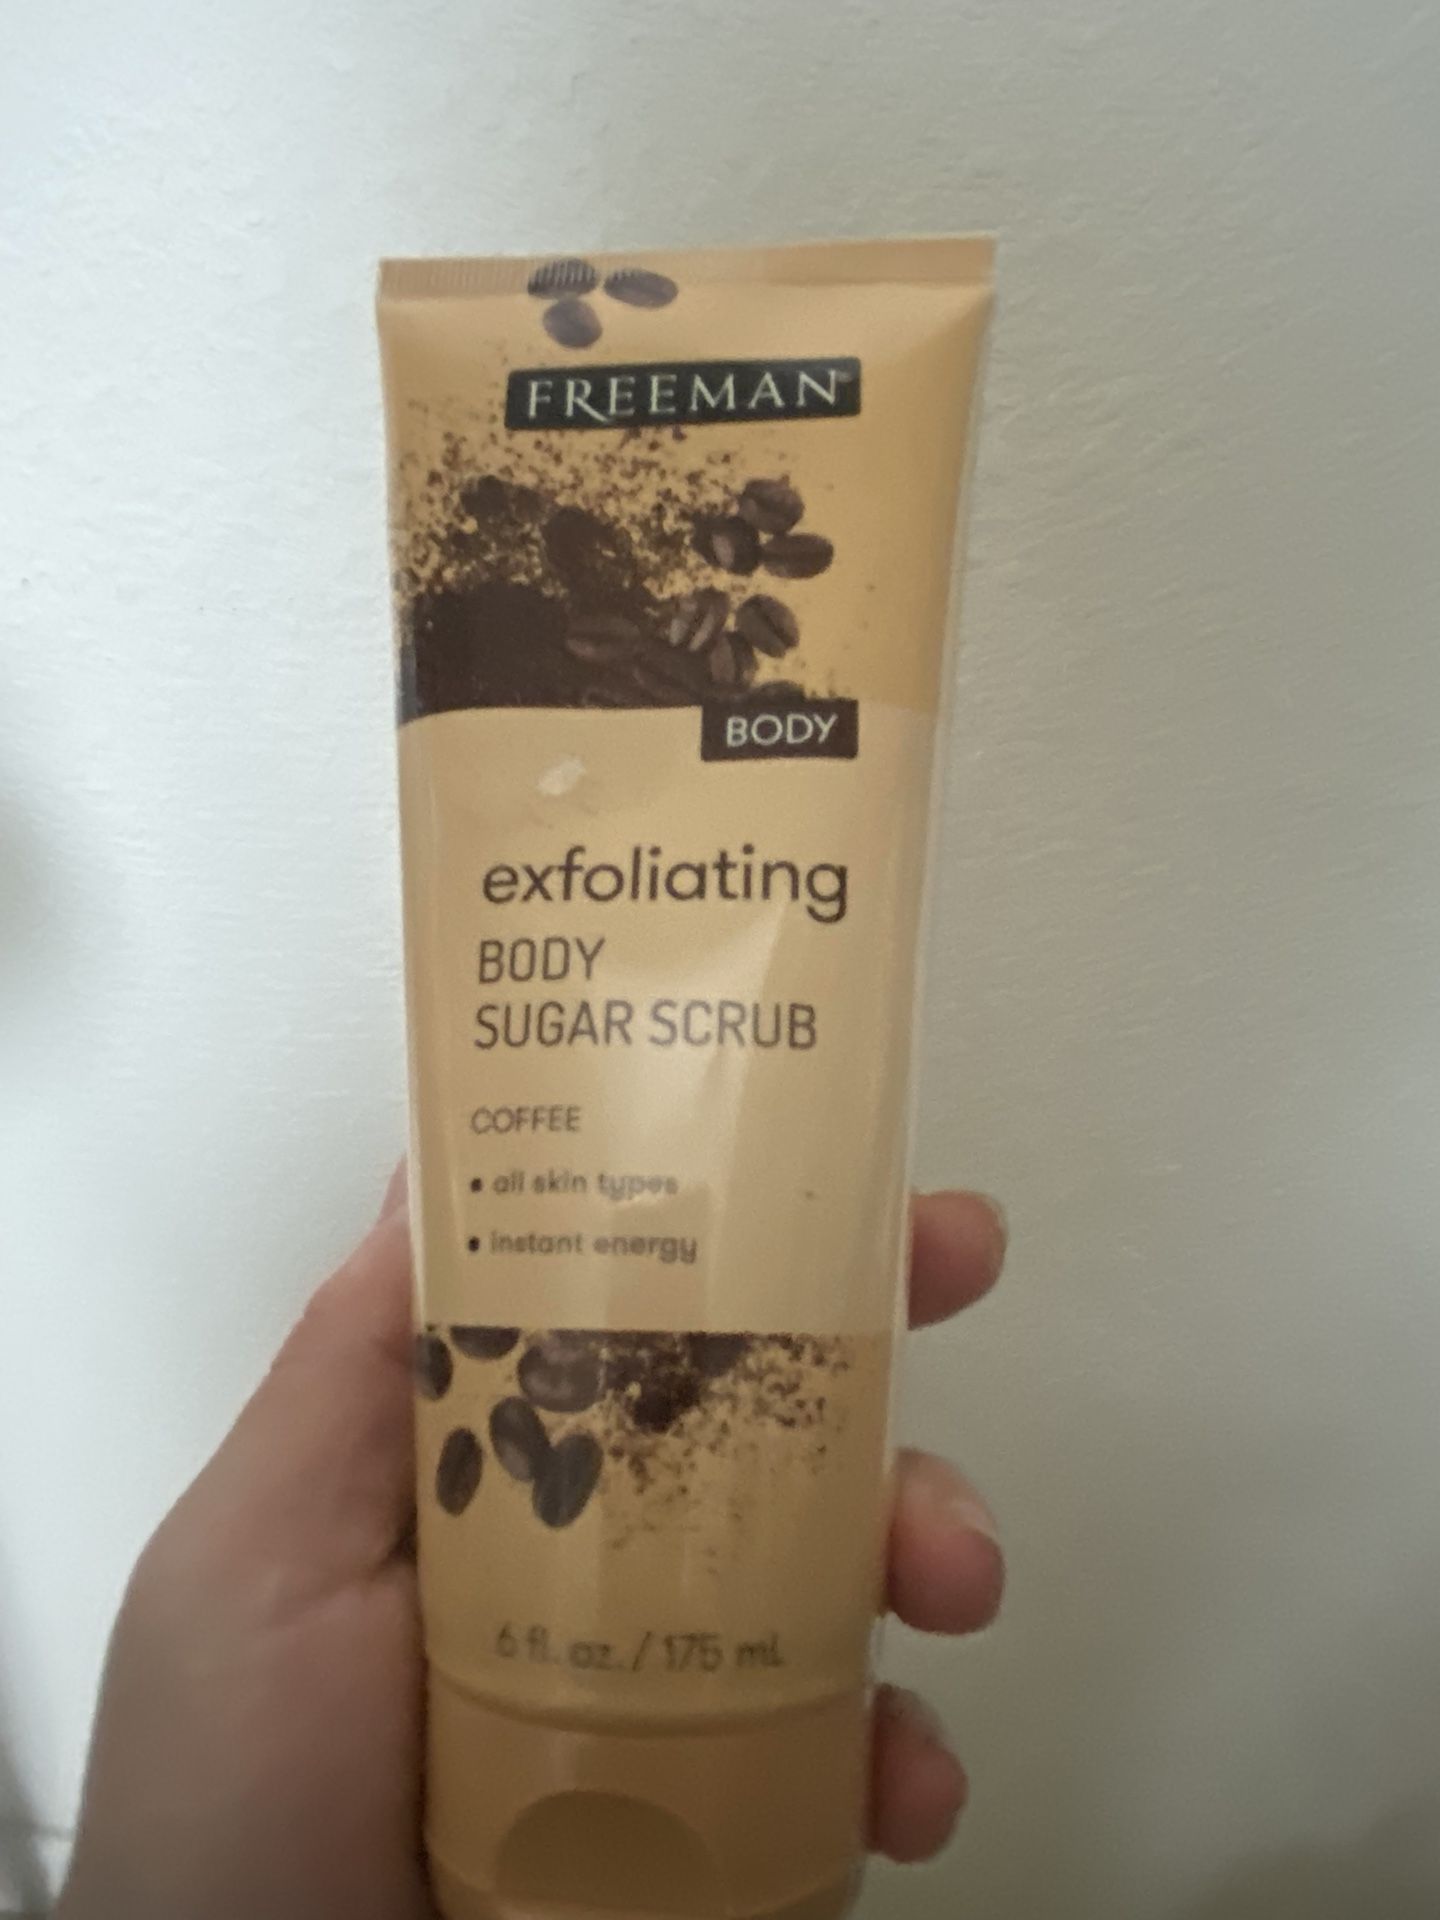 FREEMAN
BODY
exfoliating
BODY
SUGAR SCRUB
COFFEE
• all skin types
• instant energy
6 fl. oz. / 175 mL